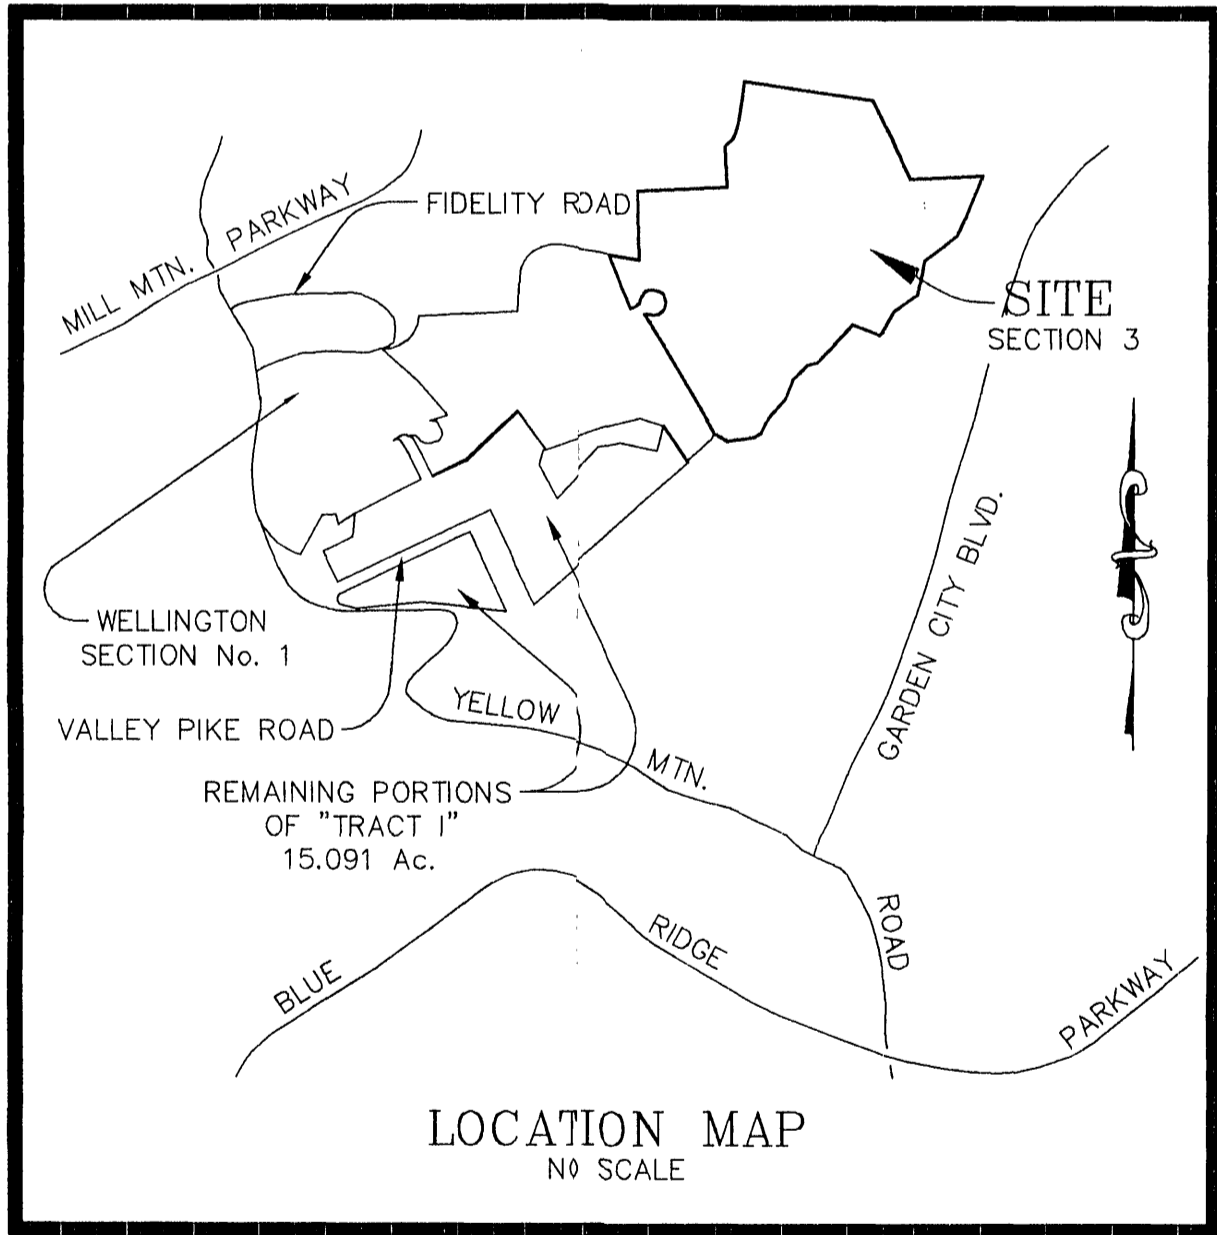 FIDELITY ROAD
MILL MTN. PARKWAY
SITE
SECTION 3
WELLINGTON
SECTION No. 1
VALLEY PIKE ROAD
YELLOW MTN. ROAD
GARDEN CITY BLVD.
REMAINING PORTIONS
OF "TRACT I"
15.091 Ac.
BLUE RIDGE PARKWAY
LOCATION MAP
NO SCALE